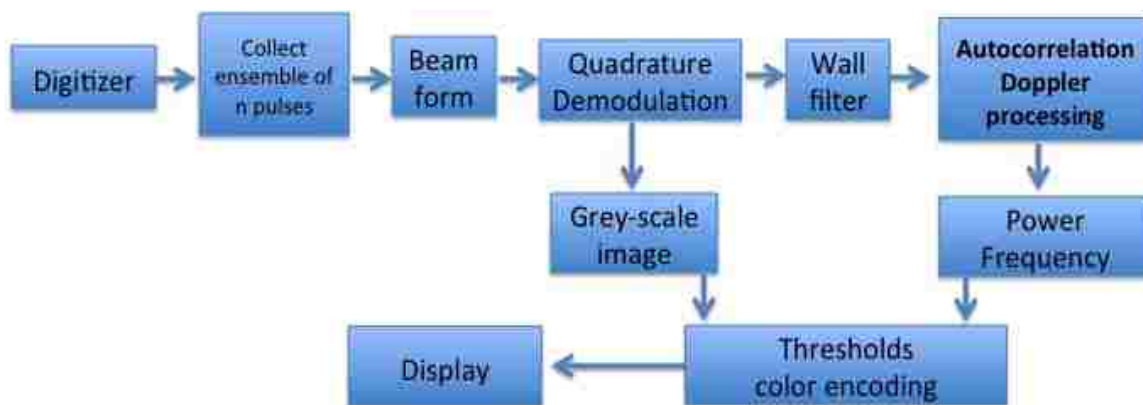 Digitizer
Collect
ensemble of
n pulses
Beam
form
Quadrature
Demodulation
Wall
filter
Autocorrelation
Doppler
processing
Grey-scale
image
Power
Frequency
Thresholds
color encoding
Display